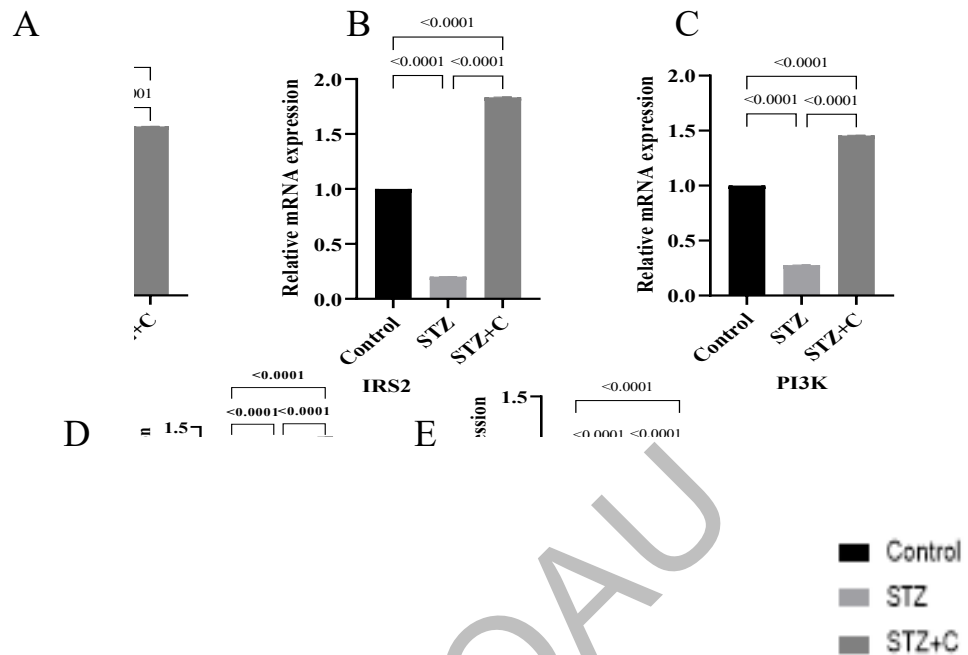 A
B
C
<0.0001
<0.0001 <0.0001
<0.0001
<0.0001 <0.0001
001
Relative mRNA expression
2.0
1.5
1.0
0.5
0.0
Relative mRNA expression
2.0
1.5
1.0
0.5
0.0
+C
Control
STZ
STZ+C
IRS2
Control
STZ
STZ+C
PI3K
D
n
1.5
<0.0001
<0.0001 <0.0001
E
ession
1.5
<0.0001
<0.0001 <0.0001
OAU
Control
STZ
STZ+C